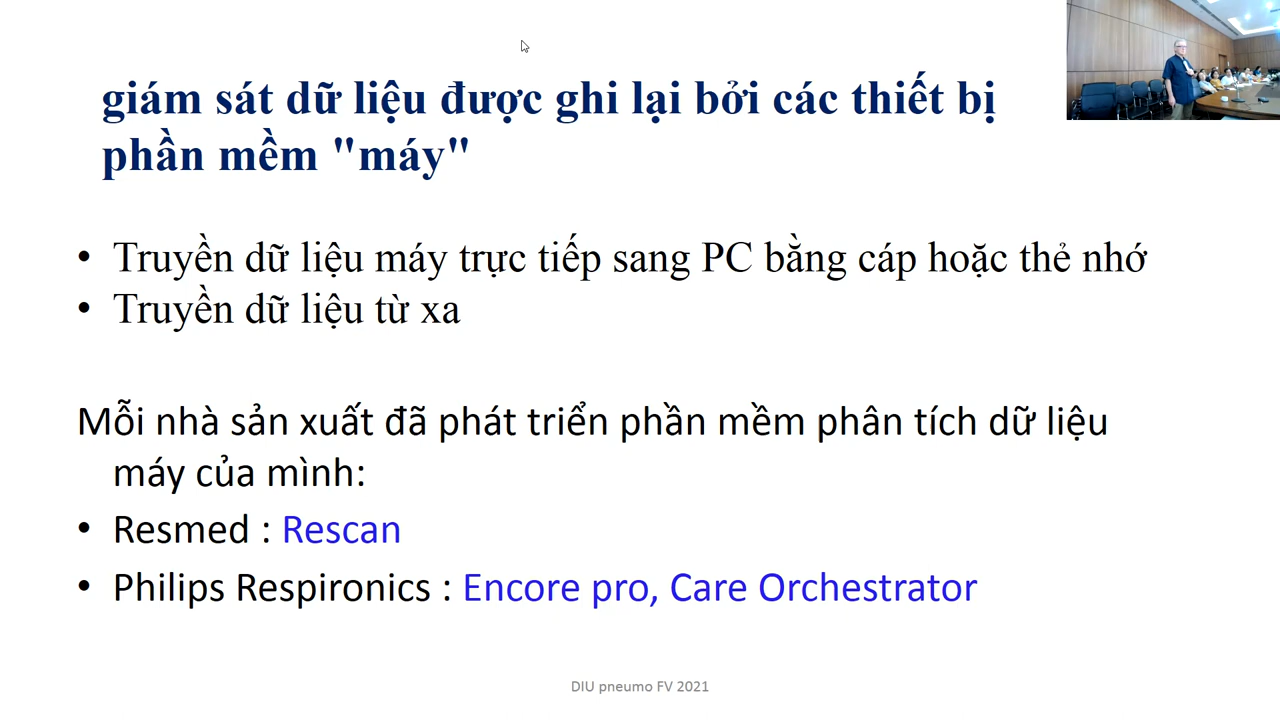 giám sát dữ liệu được ghi lại bởi các thiết bị
phần mềm "máy"
• Truyền dữ liệu máy trực tiếp sang PC bằng cáp hoặc thẻ nhớ
• Truyền dữ liệu từ xa
Mỗi nhà sản xuất đã phát triển phần mềm phân tích dữ liệu
máy của mình:
• Resmed : Rescan
• Philips Respironics : Encore pro, Care Orchestrator
DIU pneumo FV 2021